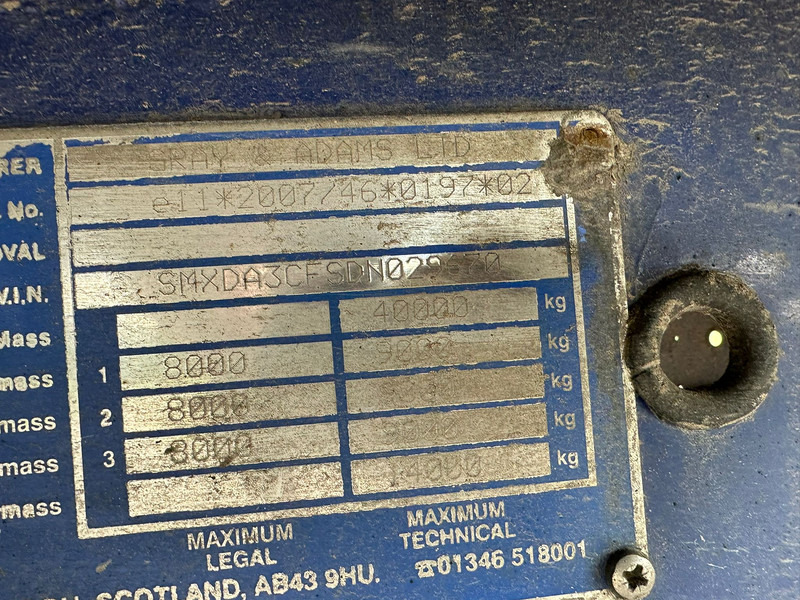 RER GRAY & ADAMS LTD
No. e11*2007/46*0197*02
OVAL
V.I.N.
Mass 40000 kg
mass 1 8000 9000 kg
mass 2 8000 kg
mass 3 8000 kg
mass 14000 kg
MAXIMUM LEGAL MAXIMUM TECHNICAL
SCOTLAND, AB43 9HU. ☎01346 518001